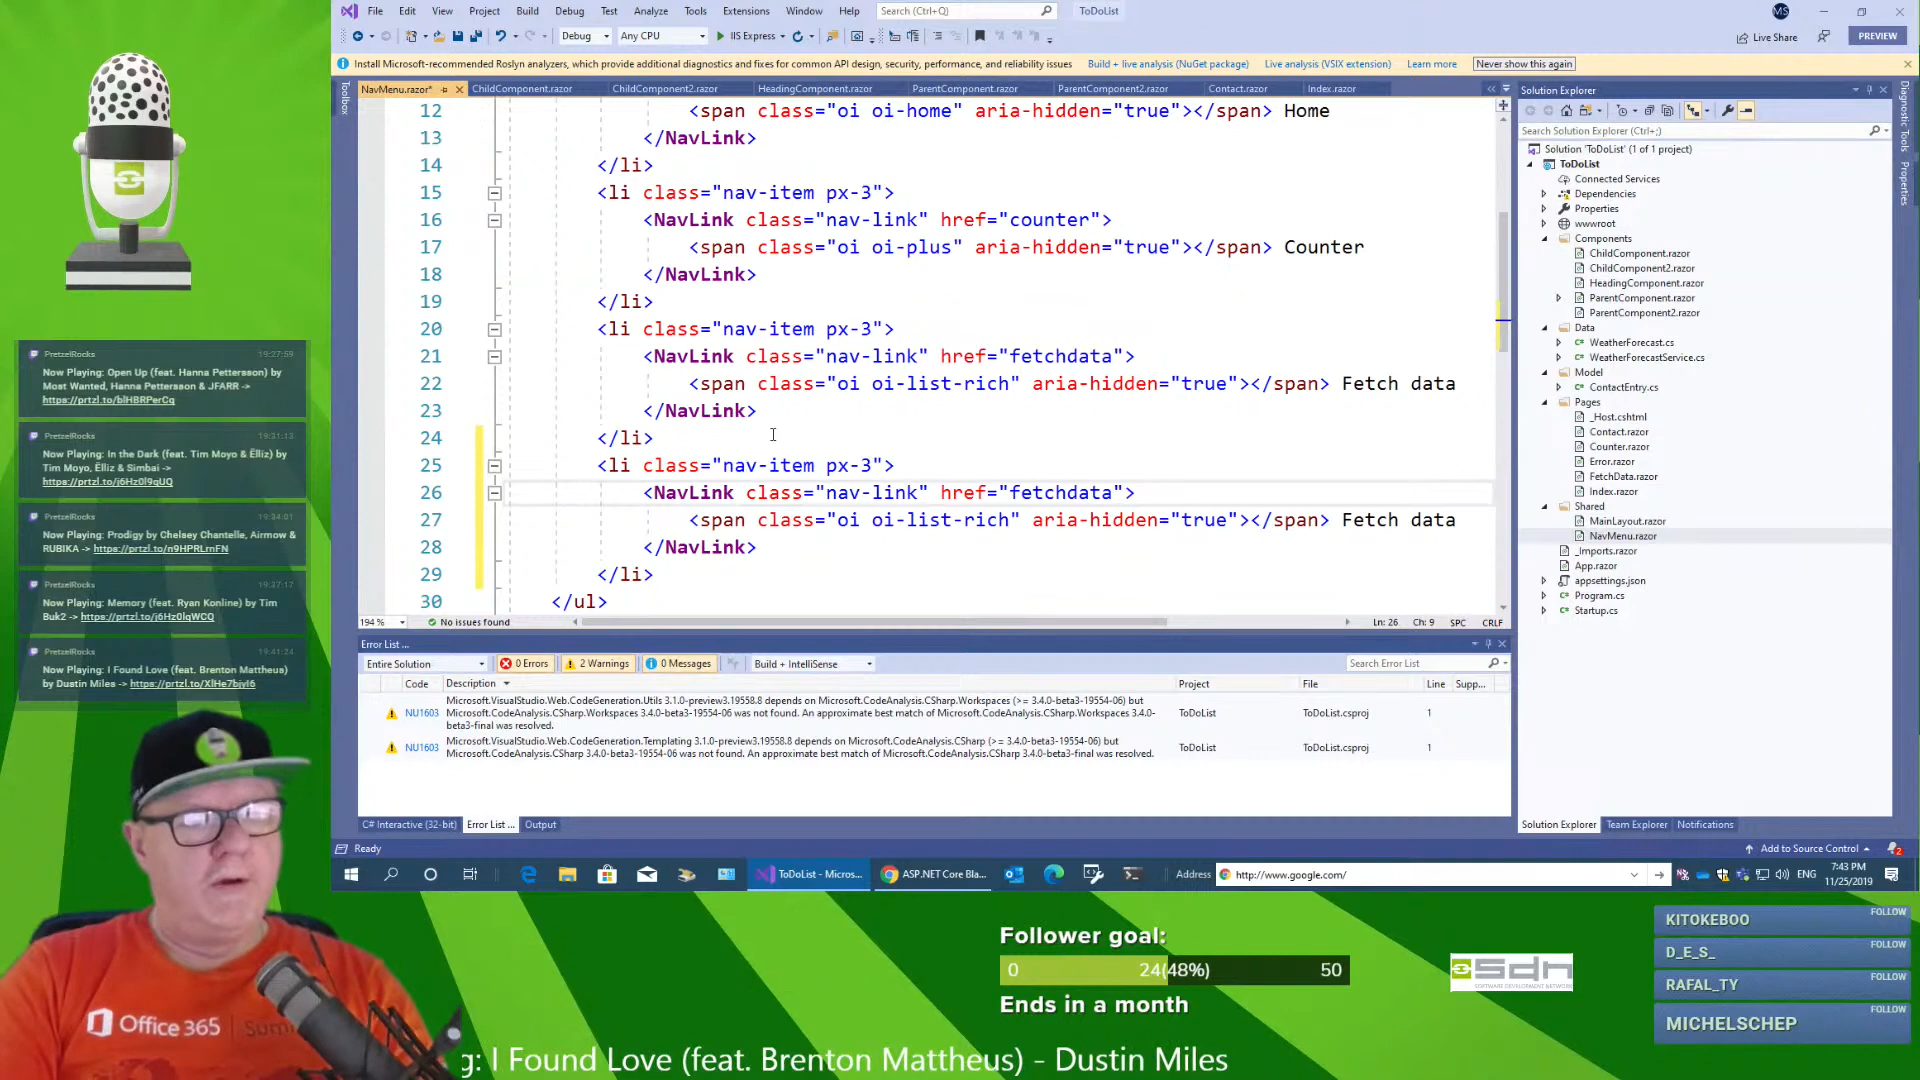 File Edit View Project Build Debug Test Analyze Tools Extensions Window Help Search (Ctrl+Q) ToDoList MS
Debug Any CPU IIS Express Live Share PREVIEW
Install Microsoft-recommended Roslyn analyzers, which provide additional diagnostics and fixes for common API design, security, performance, and reliability issues Build + live analysis (NuGet package) Live analysis (VSIX extension) Learn more Never show this again
Toolbox
NavMenu.razor* ChildComponent.razor ChildComponent2.razor HeadingComponent.razor ParentComponent.razor ParentComponent2.razor Contact.razor Index.razor
12 <span class="oi oi-home" aria-hidden="true"></span> Home
13 </NavLink>
14 </li>
15 <li class="nav-item px-3">
16 <NavLink class="nav-link" href="counter">
17 <span class="oi oi-plus" aria-hidden="true"></span> Counter
18 </NavLink>
19 </li>
20 <li class="nav-item px-3">
21 <NavLink class="nav-link" href="fetchdata">
22 <span class="oi oi-list-rich" aria-hidden="true"></span> Fetch data
23 </NavLink>
24 </li>
25 <li class="nav-item px-3">
26 <NavLink class="nav-link" href="fetchdata">
27 <span class="oi oi-list-rich" aria-hidden="true"></span> Fetch data
28 </NavLink>
29 </li>
30 </ul>
194 % No issues found Ln: 26 Ch: 9 SPC CRLF
Error List ...
Entire Solution 0 Errors 2 Warnings 0 Messages Build + IntelliSense Search Error List
Code Description Project File Line Supp...
NU1603 Microsoft.VisualStudio.Web.CodeGeneration.Utils 3.1.0-preview3.19558.8 depends on Microsoft.CodeAnalysis.CSharp.Workspaces (>= 3.4.0-beta3-19554-06) but
Microsoft.CodeAnalysis.CSharp.Workspaces 3.4.0-beta3-19554-06 was not found. An approximate best match of Microsoft.CodeAnalysis.CSharp.Workspaces 3.4.0-
beta3-final was resolved. ToDoList ToDoList.csproj 1
NU1603 Microsoft.VisualStudio.Web.CodeGeneration.Templating 3.1.0-preview3.19558.8 depends on Microsoft.CodeAnalysis.CSharp (>= 3.4.0-beta3-19554-06) but
Microsoft.CodeAnalysis.CSharp 3.4.0-beta3-19554-06 was not found. An approximate best match of Microsoft.CodeAnalysis.CSharp 3.4.0-beta3-final was resolved. ToDoList ToDoList.csproj 1
C# Interactive (32-bit) Error List ... Output
Solution Explorer
Search Solution Explorer (Ctrl+;)
Solution 'ToDoList' (1 of 1 project)
ToDoList
Connected Services
Dependencies
Properties
wwwroot
Components
ChildComponent.razor
ChildComponent2.razor
HeadingComponent.razor
ParentComponent.razor
ParentComponent2.razor
Data
WeatherForecast.cs
WeatherForecastService.cs
Model
ContactEntry.cs
Pages
_Host.cshtml
Contact.razor
Counter.razor
Error.razor
FetchData.razor
Index.razor
Shared
MainLayout.razor
NavMenu.razor
_Imports.razor
App.razor
appsettings.json
Program.cs
Startup.cs
Solution Explorer Team Explorer Notifications
Diagnostic Tools
Properties
Ready Add to Source Control 2
ToDoList - Micros... ASP.NET Core Bla... Address http://www.google.com/ ENG 7:43 PM
11/25/2019
PretzelRocks 19:27:59
Now Playing: Open Up (feat. Hanna Pettersson) by
Most Wanted, Hanna Pettersson & JFARR ->
https://prtzl.to/blHBRPerCq
PretzelRocks 19:31:13
Now Playing: In the Dark (feat. Tim Moyo & Ëlliz) by
Tim Moyo, Ëlliz & Simbai ->
https://prtzl.to/j6Hz0l9qUQ
PretzelRocks 19:34:01
Now Playing: Prodigy by Chelsey Chantelle, Airmow &
RUBIKA -> https://prtzl.to/n9HPRLrnFN
PretzelRocks 19:37:17
Now Playing: Memory (feat. Ryan Konline) by Tim
Buk2 -> https://prtzl.to/j6Hz0lqWCQ
PretzelRocks 19:41:24
Now Playing: I Found Love (feat. Brenton Mattheus)
by Dustin Miles -> https://prtzl.to/XlHe7bjyI6
Office 365
Follower goal:
0 24(48%) 50
Ends in a month
sdn
SOFTWARE DEVELOPMENT NETWORK
KITOKEBOO FOLLOW
D_E_S_ FOLLOW
RAFAL_TY FOLLOW
MICHELSCHEP FOLLOW
g: I Found Love (feat. Brenton Mattheus) - Dustin Miles